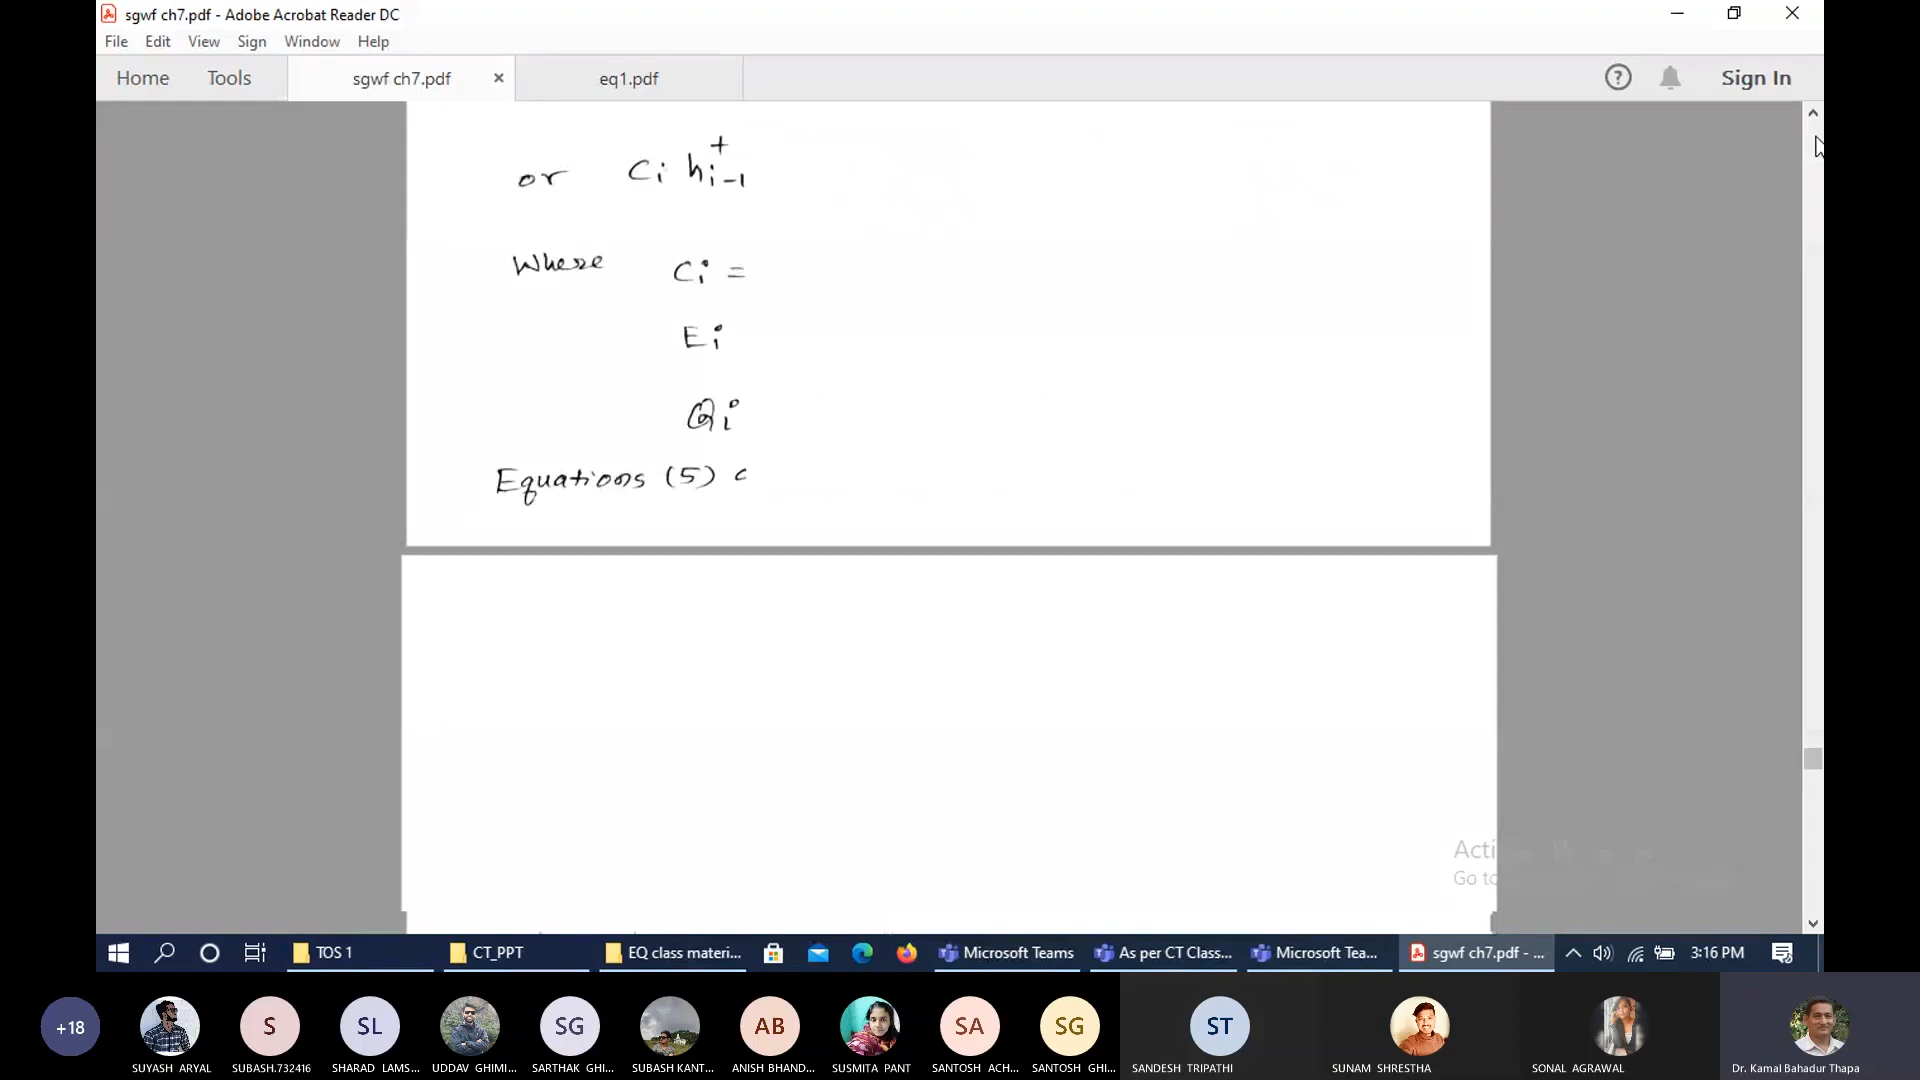 sgwf ch7.pdf - Adobe Acrobat Reader DC
File Edit View Sign Window Help
Home Tools sgwf ch7.pdf × eq1.pdf ? Sign In
or Ci hi-1+
Where Ci =
Ei
Qi
Equations (5) c
Acti
Go to
TOS 1 CT_PPT EQ class materi... Microsoft Teams As per CT Class... Microsoft Tea... sgwf ch7.pdf - ... 3:16 PM
+18 S SL SG AB SA SG ST
SUYASH ARYAL SUBASH.732416 SHARAD LAMS... UDDAV GHIMI... SARTHAK GHI... SUBASH KANT... ANISH BHAND... SUSMITA PANT SANTOSH ACH... SANTOSH GHI... SANDESH TRIPATHI SUNAM SHRESTHA SONAL AGRAWAL Dr. Kamal Bahadur Thapa